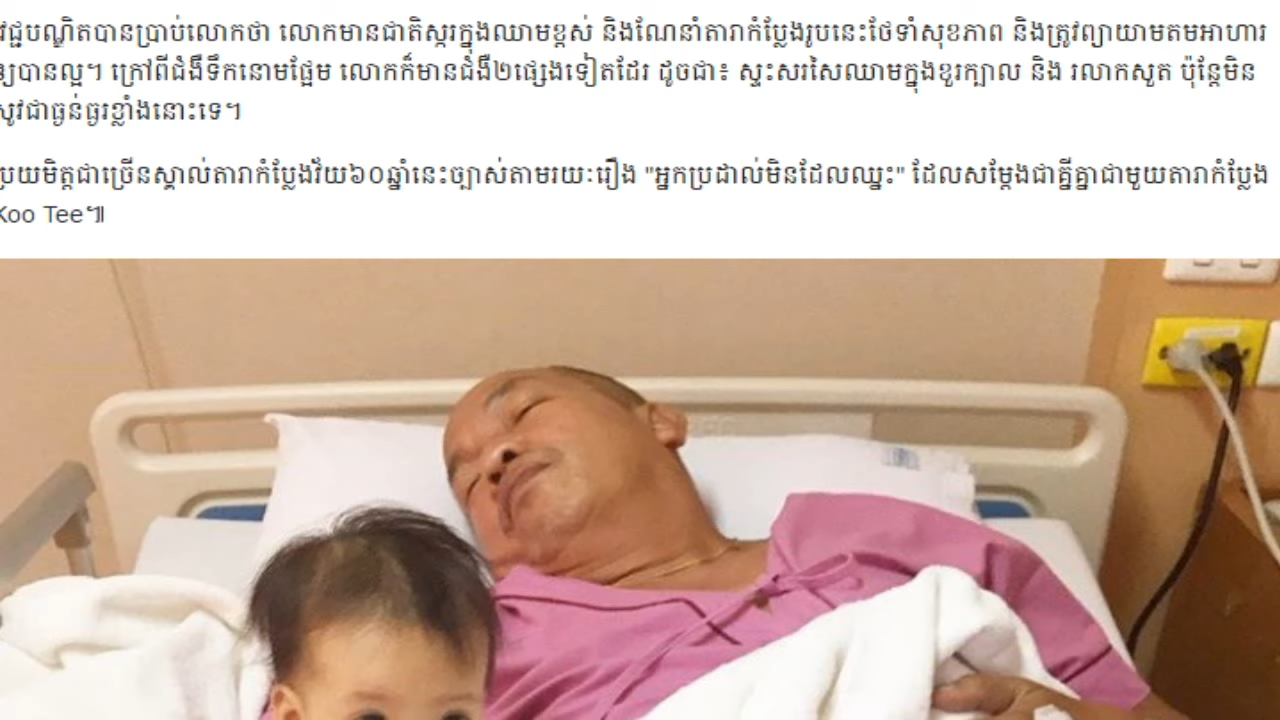 វេជ្ជបណ្ឌិតបានប្រាប់លោកថា លោកមានជាតិស្ករក្នុងឈាមខ្ពស់ និងណែនាំតារាកំប្លែងរូបនេះថែទាំសុខភាព និងត្រូវព្យាយាមតមអាហារ
ឲ្យបានល្អ។ ក្រៅពីជំងឺទឹកនោមផ្អែម លោកក៏មានជំងឺ២ផ្សេងទៀតដែរ ដូចជា៖ ស្ទះសរសៃឈាមក្នុងខួរក្បាល និង រលាកសួត ប៉ុន្តែមិន
សូវជាធ្ងន់ធ្ងរខ្លាំងនោះទេ។
ប្រយមិត្តជាច្រើនស្គាល់តារាកំប្លែងវ័យ៦០ឆ្នាំនេះច្បាស់តាមរយៈរឿង "អ្នកប្រដាល់មិនដែលឈ្នះ" ដែលសម្ដែងជាគ្នីគ្នាជាមួយតារាកំប្លែង
Koo Tee៕